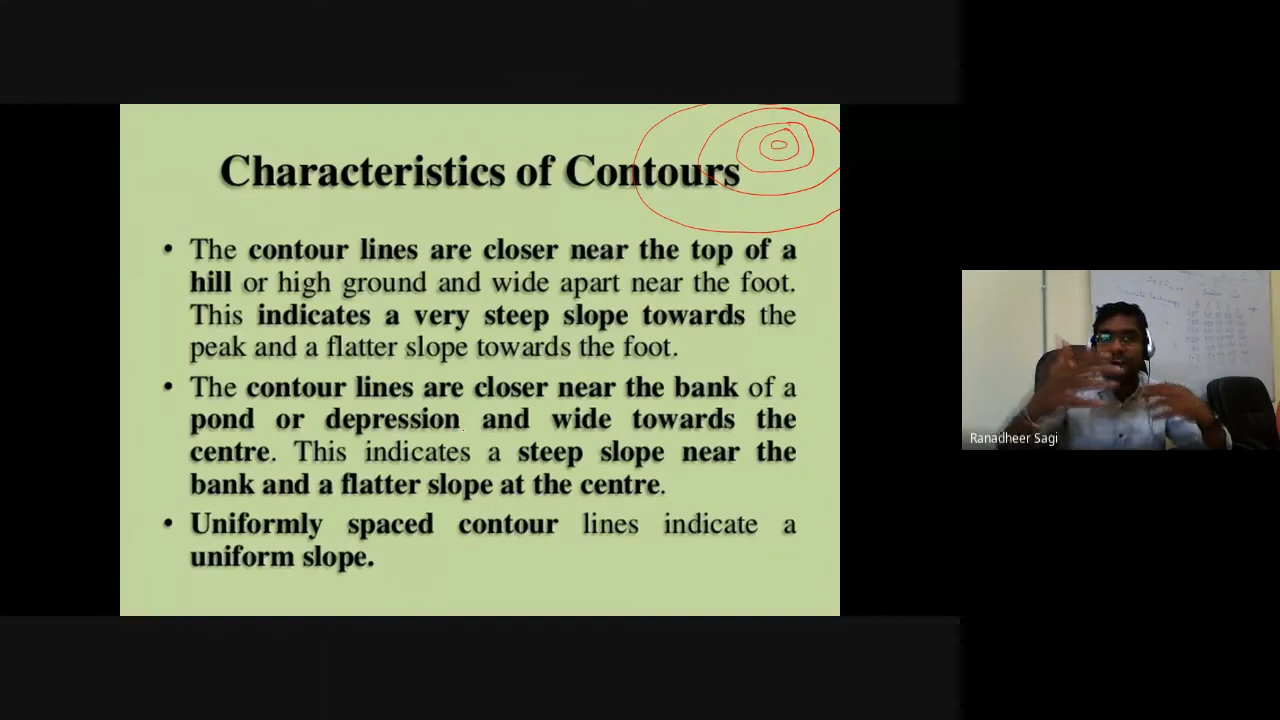 Characteristics of Contours
• The contour lines are closer near the top of a
hill or high ground and wide apart near the foot.
This indicates a very steep slope towards the
peak and a flatter slope towards the foot.
• The contour lines are closer near the bank of a
pond or depression and wide towards the
centre. This indicates a steep slope near the
bank and a flatter slope at the centre.
• Uniformly spaced contour lines indicate a
uniform slope.
Ranadheer Sagi